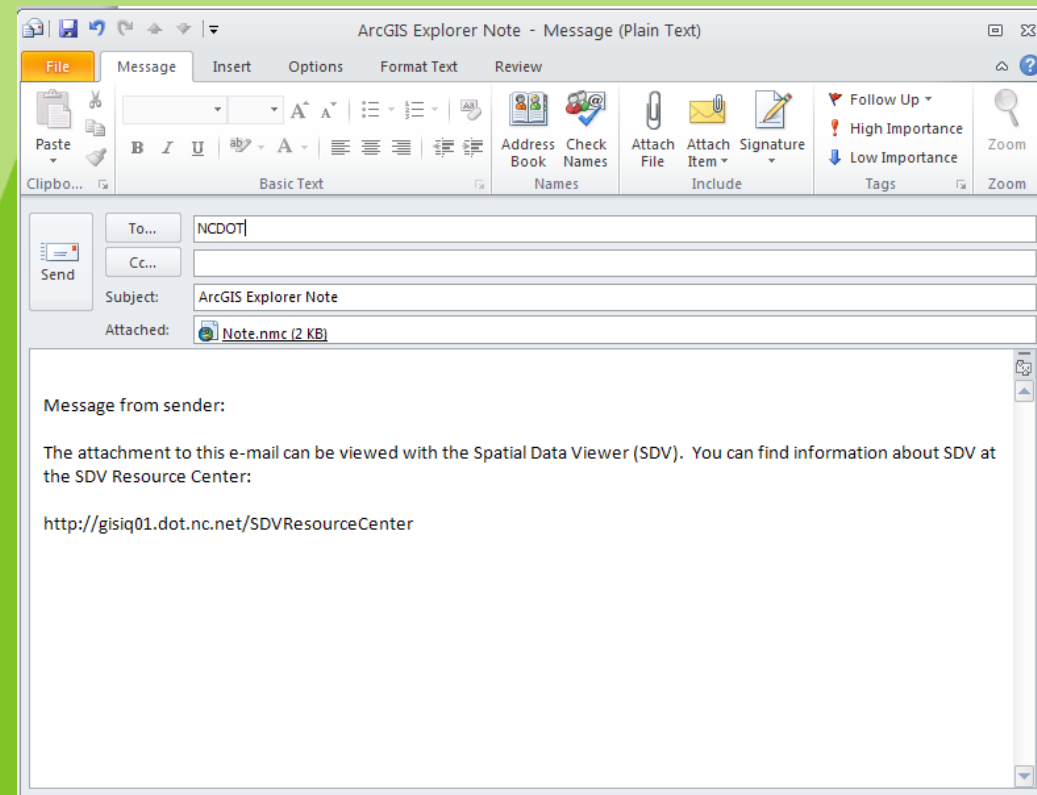 ArcGIS Explorer Note - Message (Plain Text)
File Message Insert Options Format Text Review
Paste
B I U
Address Book
Check Names
Attach File
Attach Item
Signature
Follow Up
High Importance
Low Importance
Zoom
Clipbo... Basic Text Names Include Tags Zoom
To... NCDOT
Cc...
Send
Subject: ArcGIS Explorer Note
Attached: Note.nmc (2 KB)
Message from sender:
The attachment to this e-mail can be viewed with the Spatial Data Viewer (SDV). You can find information about SDV at
the SDV Resource Center:
http://gisiq01.dot.nc.net/SDVResourceCenter